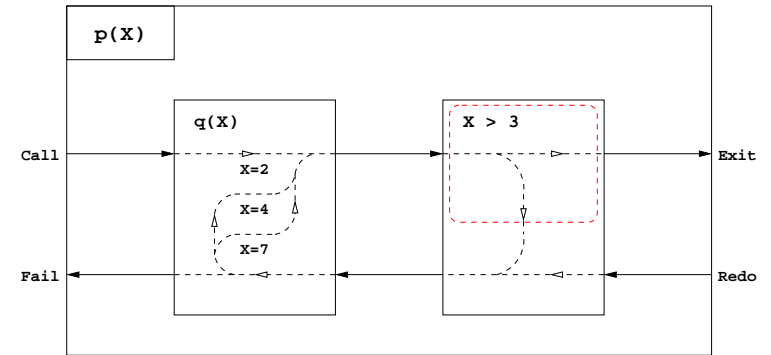 p(X)
q(X)
X > 3
Call
Exit
X=2
X=4
X=7
Fail
Redo